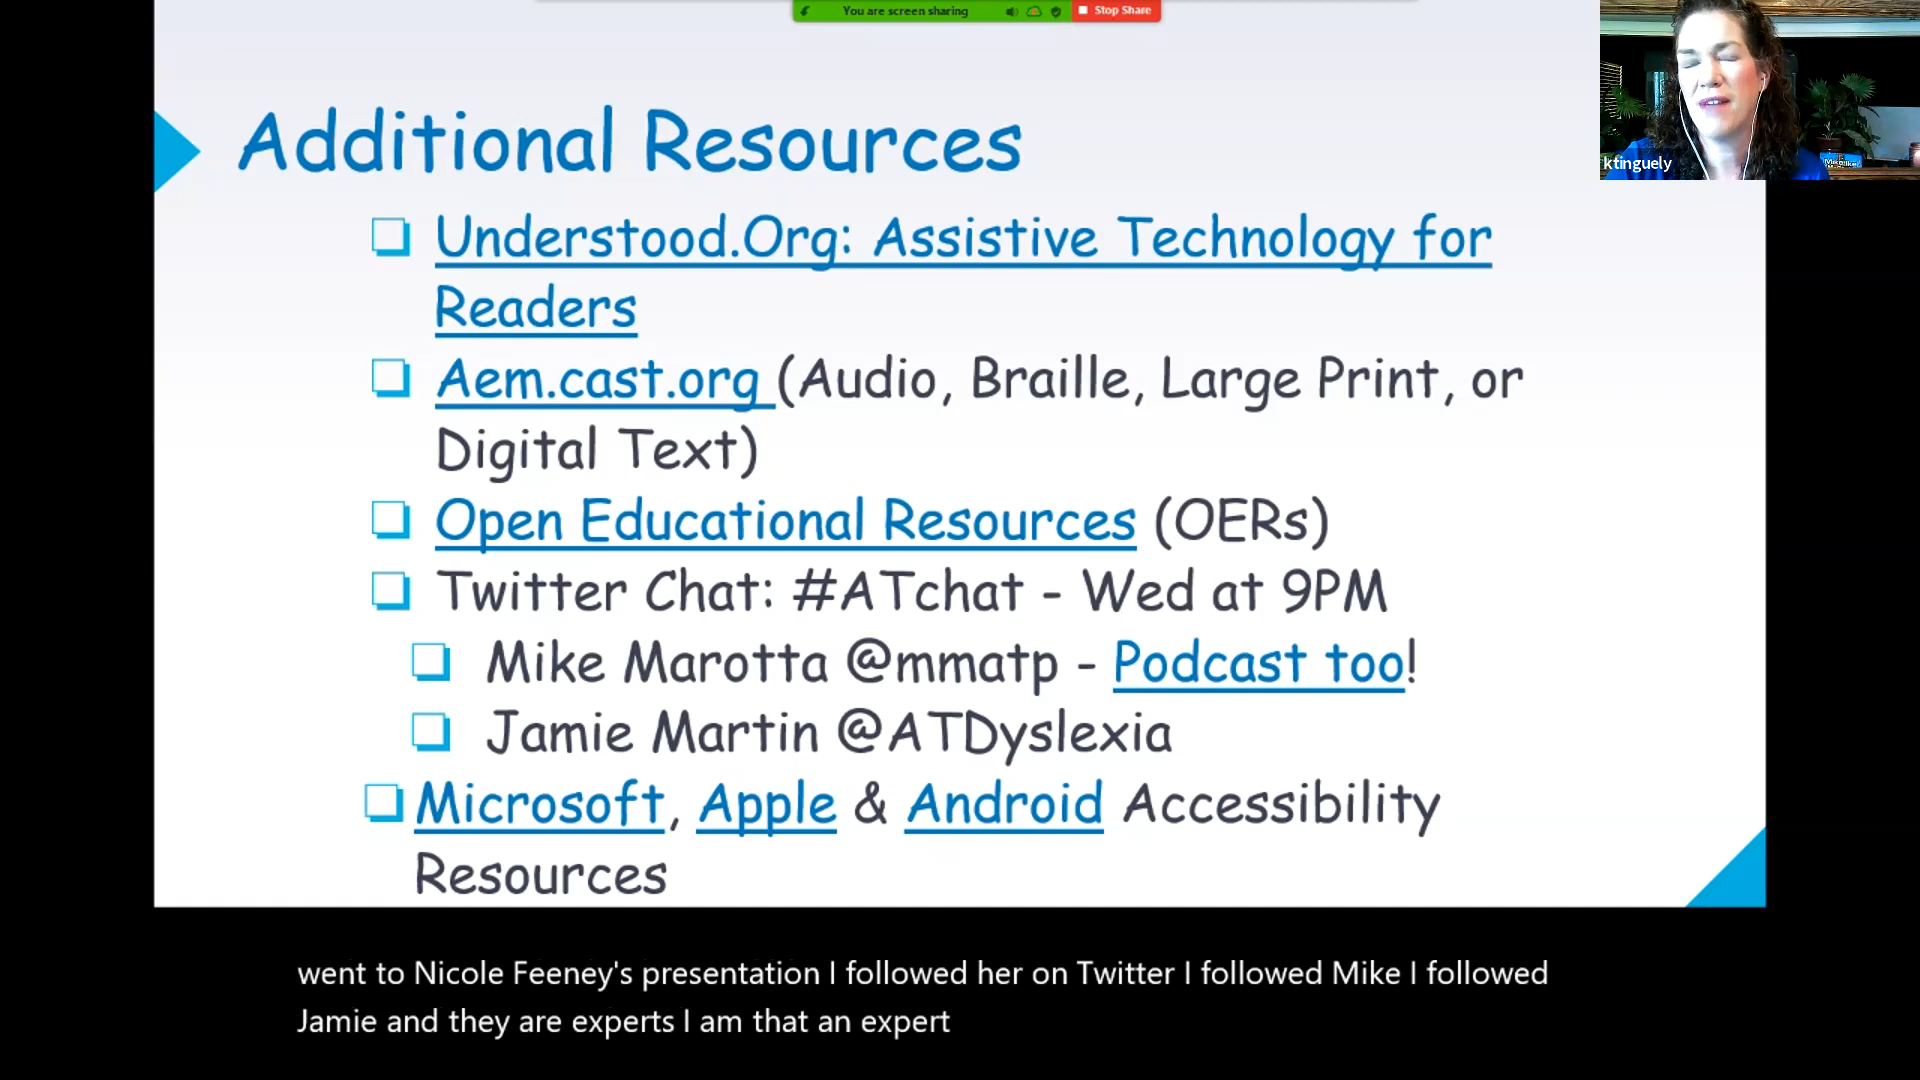 You are screen sharing
Stop Share
ktinguely
Additional Resources
Understood.Org: Assistive Technology for
Readers
Aem.cast.org (Audio, Braille, Large Print, or
Digital Text)
Open Educational Resources (OERs)
Twitter Chat: #ATchat - Wed at 9PM
Mike Marotta @mmatp - Podcast too!
Jamie Martin @ATDyslexia
Microsoft, Apple & Android Accessibility
Resources
went to Nicole Feeney's presentation I followed her on Twitter I followed Mike I followed
Jamie and they are experts I am that an expert